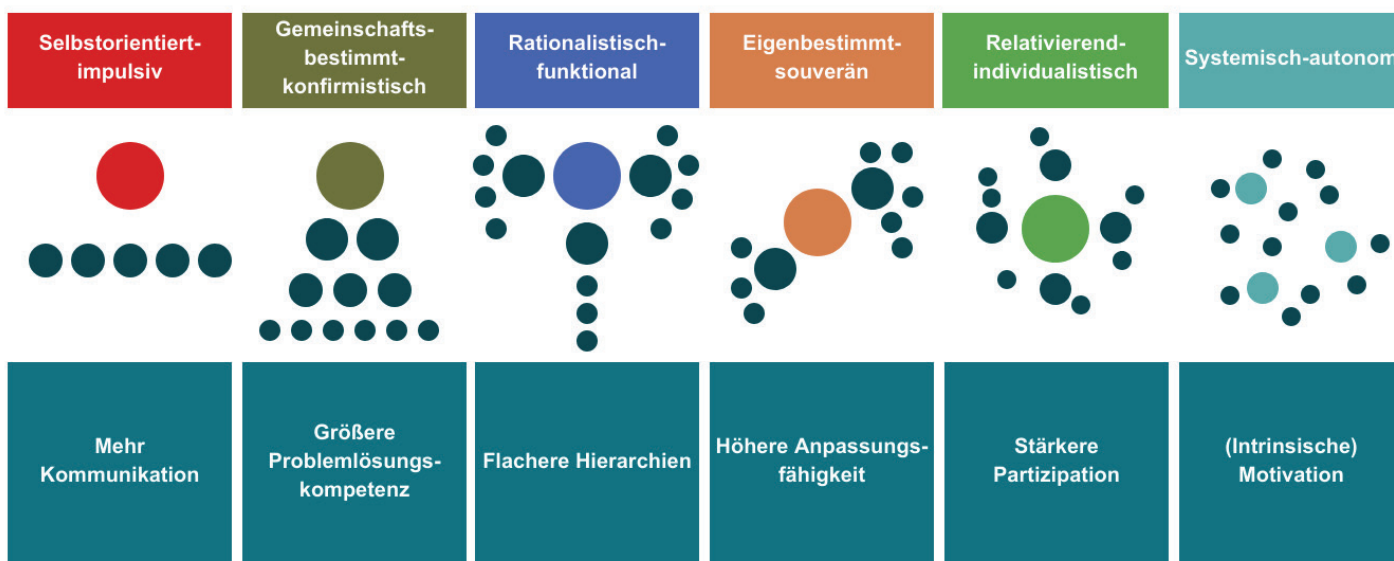 Selbstorientiert-
impulsiv
Gemeinschafts-
bestimmt-
konfirmistisch
Rationalistisch-
funktional
Eigenbestimmt-
souverän
Relativierend-
individualistisch
Systemisch-autonom
Mehr
Kommunikation
Größere
Problemlösungs-
kompetenz
Flachere Hierarchien
Höhere Anpassungs-
fähigkeit
Stärkere
Partizipation
(Intrinsische)
Motivation